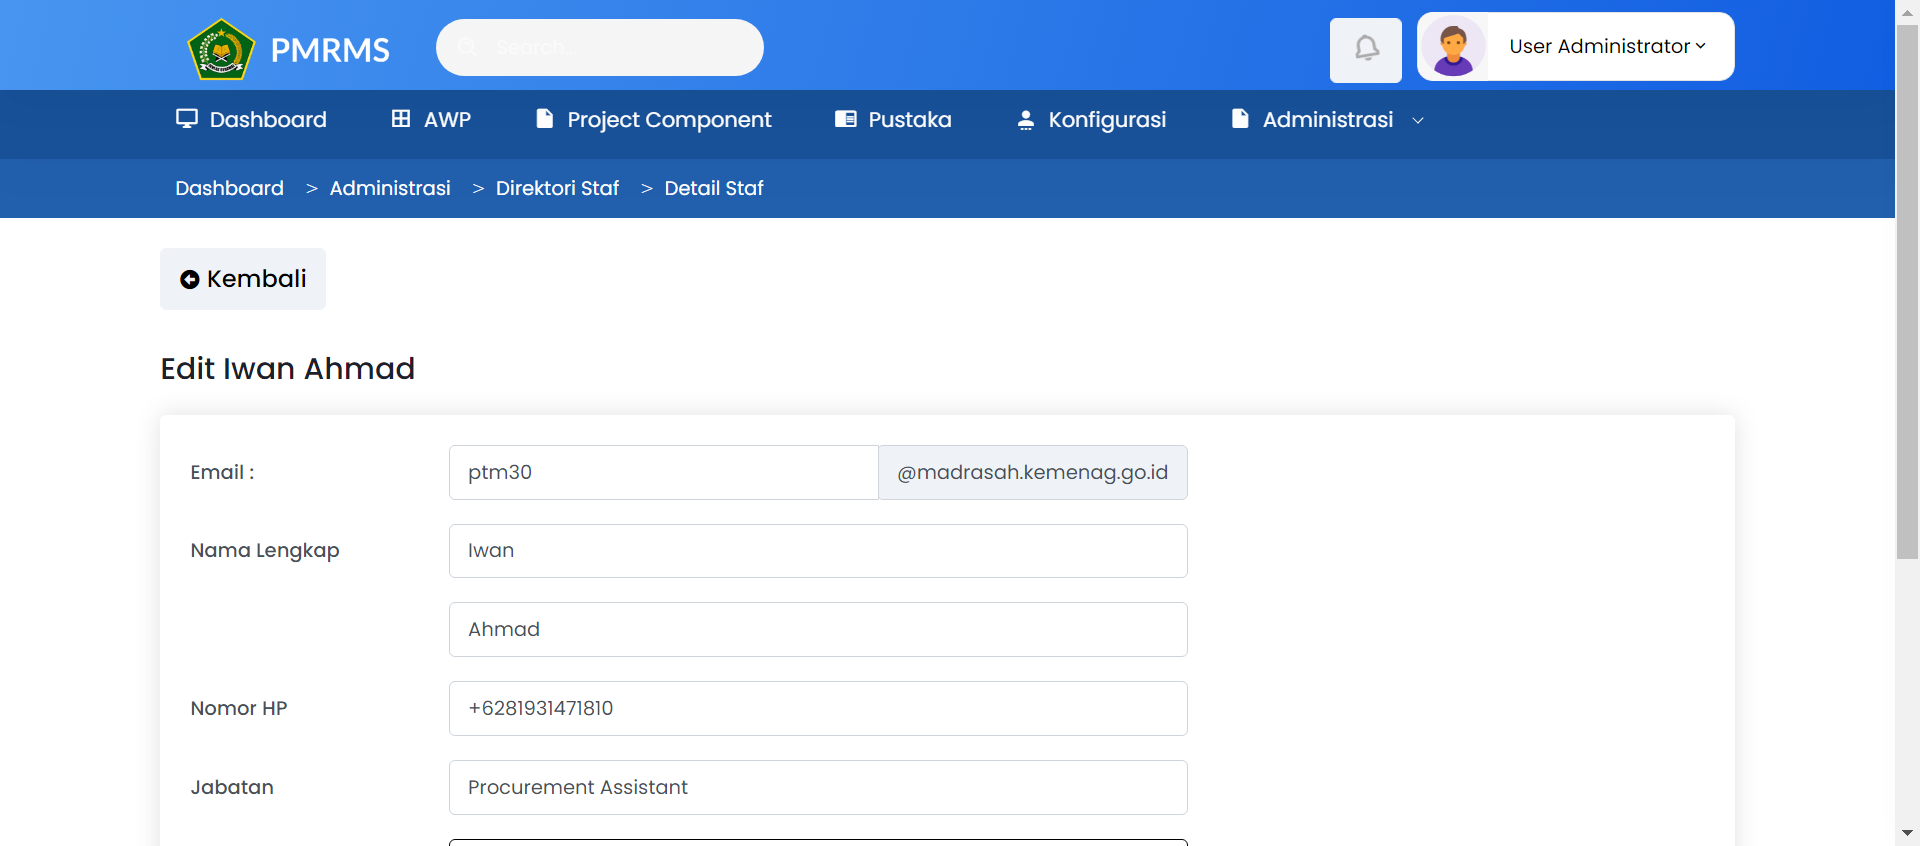 PMRMS
Search...
User Administrator
Dashboard
AWP
Project Component
Pustaka
Konfigurasi
Administrasi
Dashboard > Administrasi > Direktori Staf > Detail Staf
Kembali
Edit Iwan Ahmad
Email : ptm30 @madrasah.kemenag.go.id
Nama Lengkap Iwan
Ahmad
Nomor HP +6281931471810
Jabatan Procurement Assistant